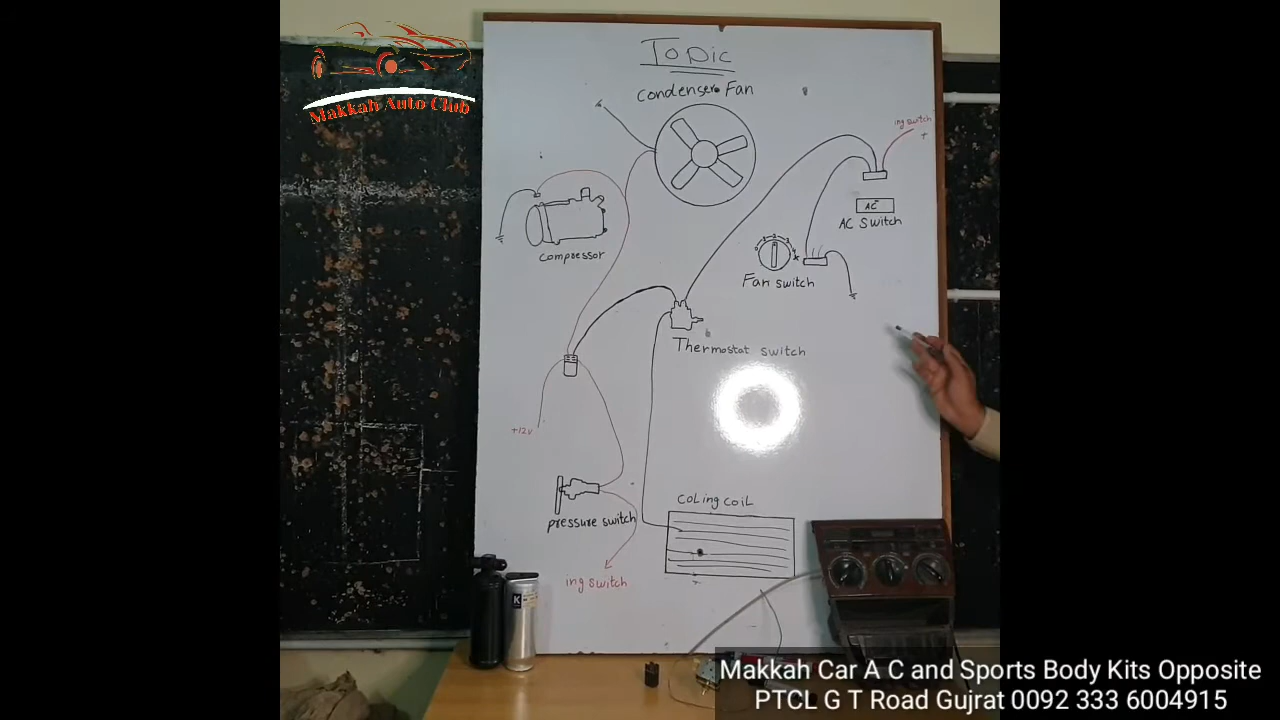 Makkah Auto Club
Topic
Condenser Fan
ing switch
+
AC
AC Switch
compressor
Fan switch
Thermostat switch
+12v
Coling coil
pressure switch
ing switch
K
Makkah Car A C and Sports Body Kits Opposite
PTCL G T Road Gujrat 0092 333 6004915